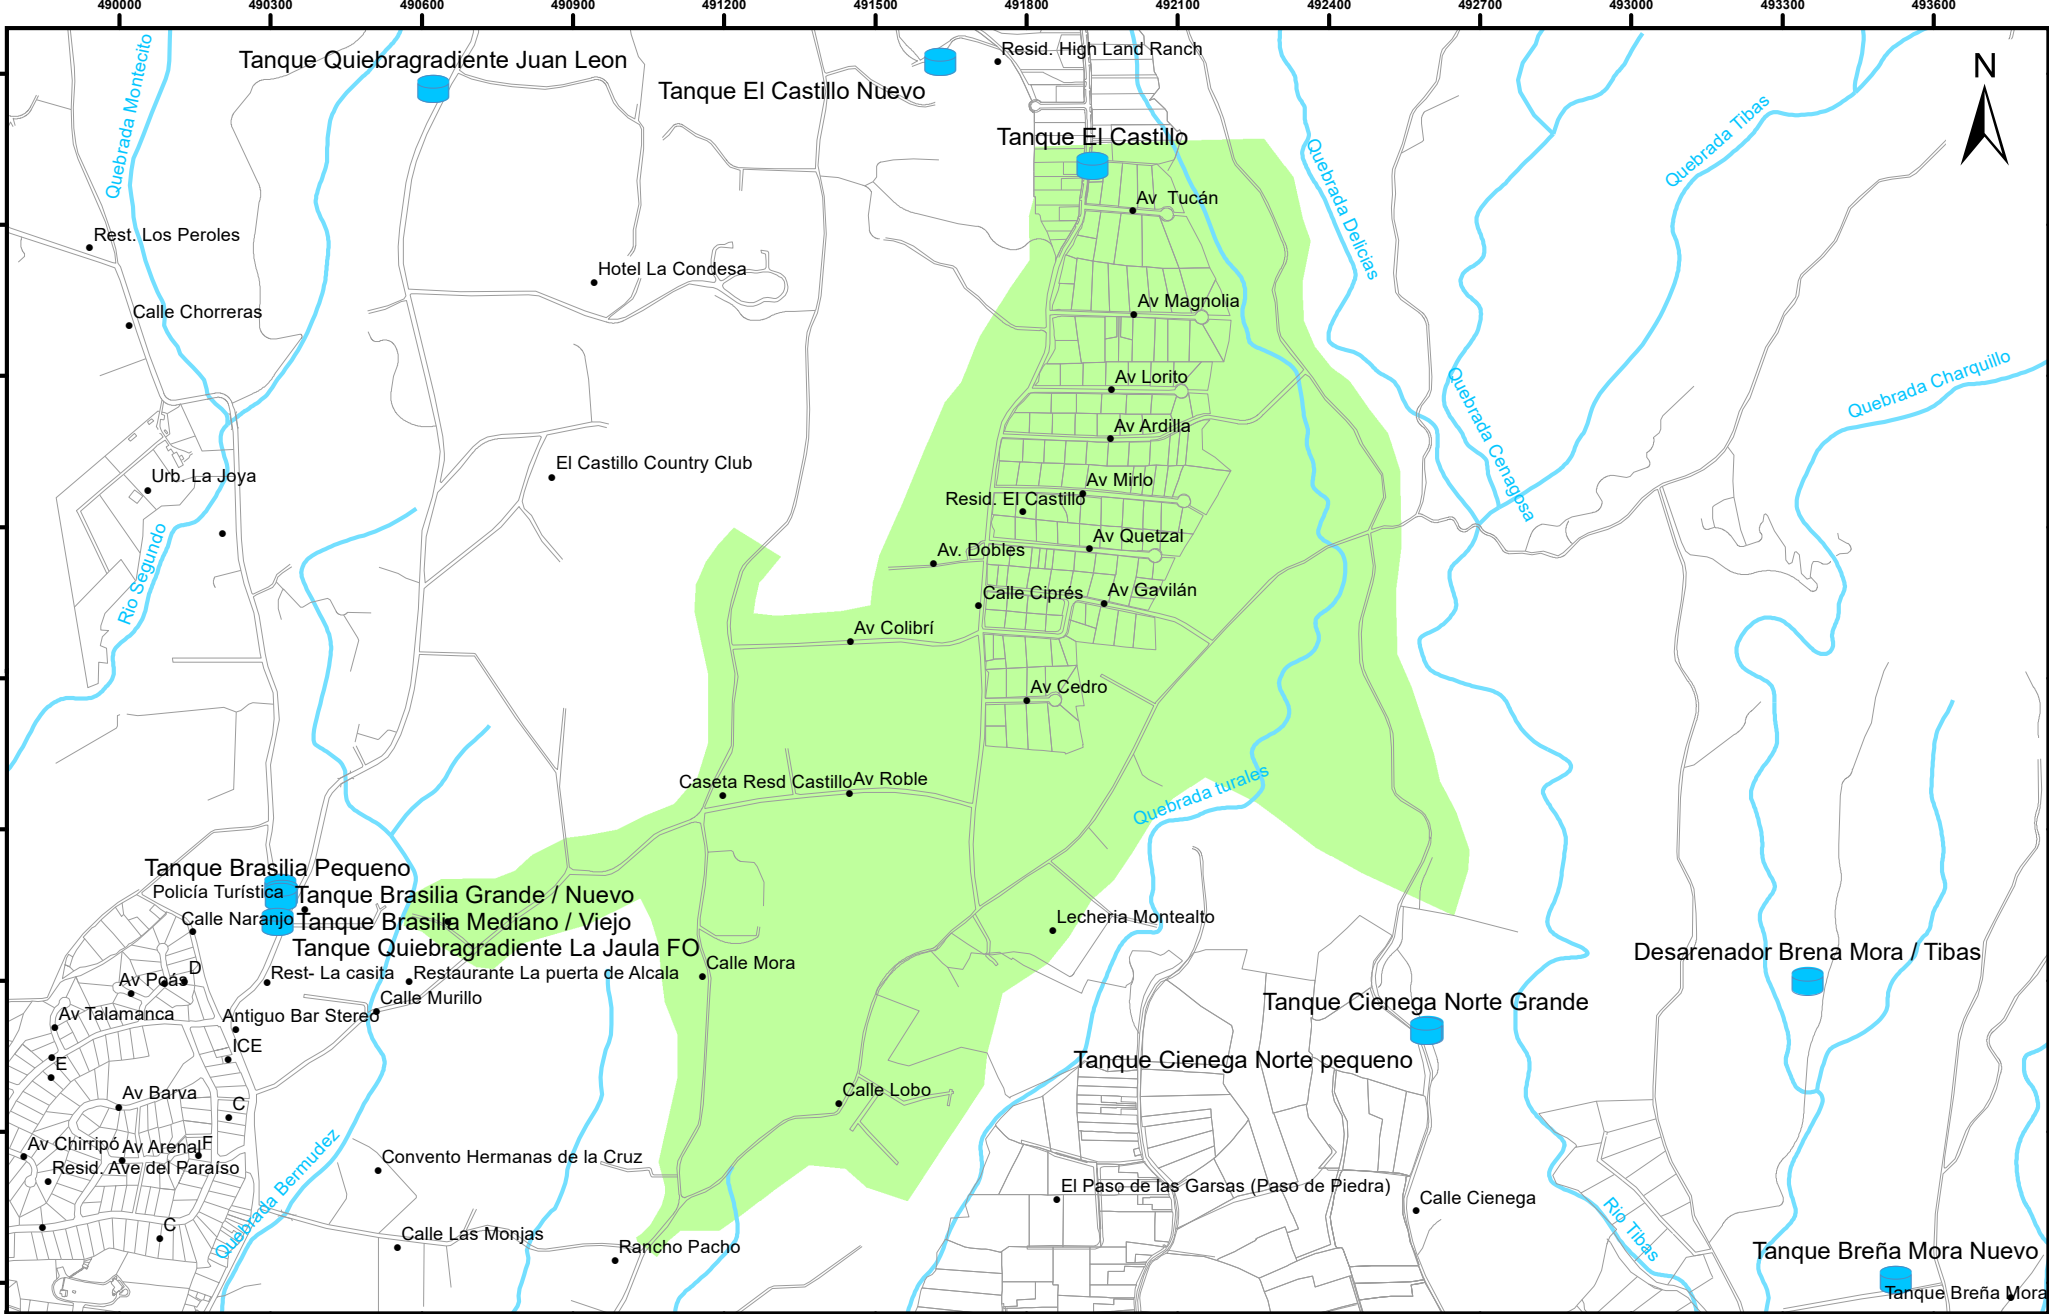 490000 490300 490600 490900 491200 491500 491800 492100 492400 492700 493000 493300 493600
Quebrada Montecito
Tanque Quiebragradiente Juan Leon
Tanque El Castillo Nuevo
Resid. High Land Ranch
N
Tanque El Castillo
Quebrada Tibas
Quebrada Delicias
Av  Tucán
Rest. Los Peroles
Hotel La Condesa
Calle Chorreras
Av Magnolia
Av Lorito
Quebrada Charquillo
Av Ardilla
Quebrada Cenagosa
El Castillo Country Club
Urb. La Joya
Av Mirlo
Resid. El Castillo
Av Quetzal
Av. Dobles
Rio Segundo
Calle Ciprés
Av Gavilán
Av Colibrí
Av Cedro
Caseta Resd Castillo
Av Roble
Quebrada turales
Tanque Brasilia Pequeno
Policía Turística
Tanque Brasilia Grande / Nuevo
Calle Naranjo
Tanque Brasilia Mediano / Viejo
Lecheria Montealto
Tanque Quiebragradiente La Jaula FO
Desarenador Brena Mora / Tibas
Calle Mora
D
Av Poás
Rest- La casita
Restaurante La puerta de Alcala
Calle Murillo
Tanque Cienega Norte Grande
Av Talamanca
Antiguo Bar Stereo
ICE
E
Tanque Cienega Norte pequeno
Av Barva
C
Calle Lobo
Av Chirripó
Av Arenal
F
Resid. Ave del Paraíso
Convento Hermanas de la Cruz
Quebrada Bermudez
El Paso de las Garsas (Paso de Piedra)
Calle Cienega
C
Calle Las Monjas
Rancho Pacho
Rio Tibas
Tanque Breña Mora Nuevo
Tanque Breña Mora